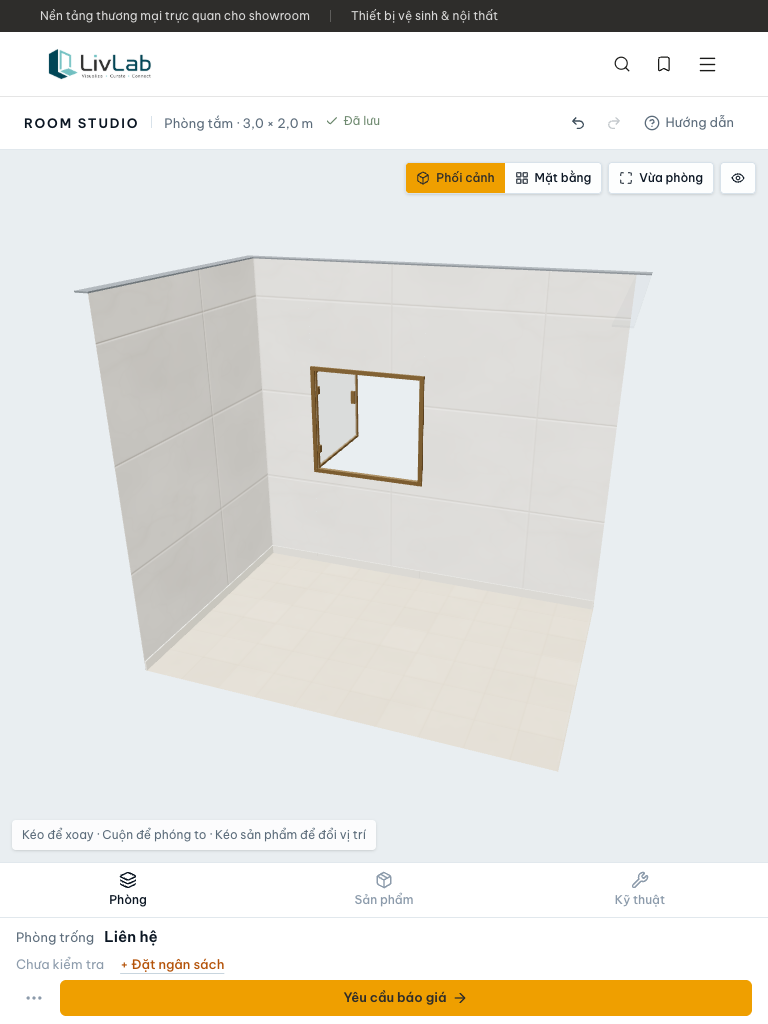 Nền tảng thương mại trực quan cho showroom
Thiết bị vệ sinh & nội thất
LivLab
Visualize · Curate · Connect
ROOM STUDIO
Phòng tắm · 3,0 × 2,0 m
Đã lưu
Hướng dẫn
Phối cảnh
Mặt bằng
Vừa phòng
Kéo để xoay · Cuộn để phóng to · Kéo sản phẩm để đổi vị trí
Phòng
Sản phẩm
Kỹ thuật
Phòng trống Liên hệ
Chưa kiểm tra + Đặt ngân sách
Yêu cầu báo giá →